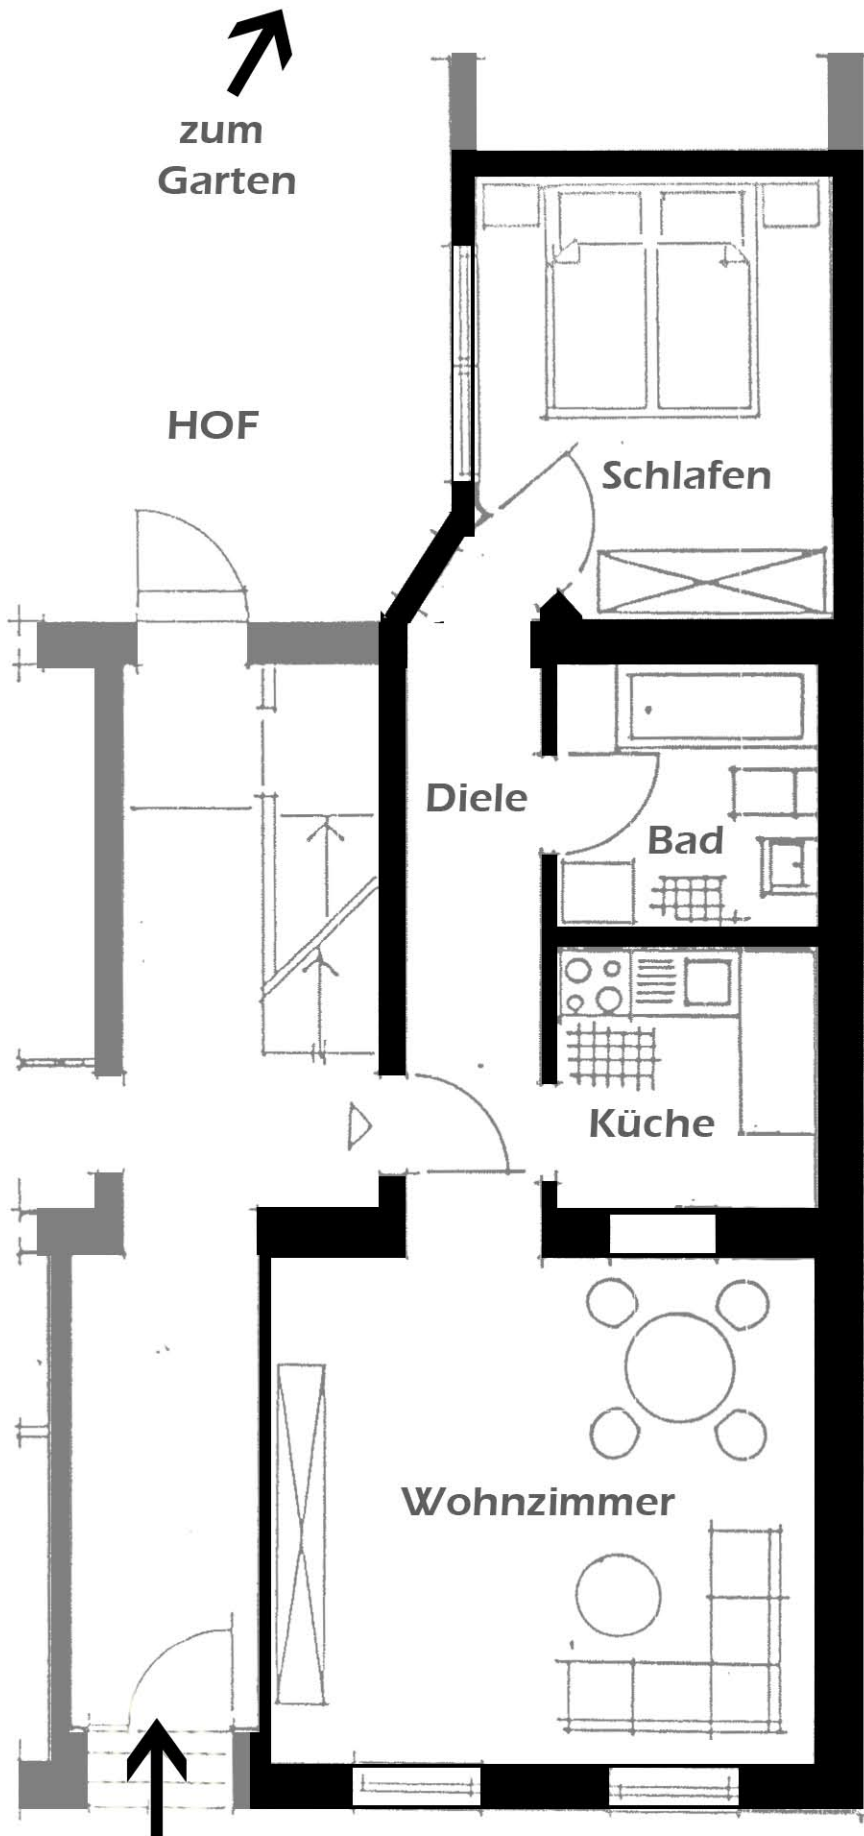 zum
Garten
HOF
Schlafen
Diele
Bad
Küche
Wohnzimmer